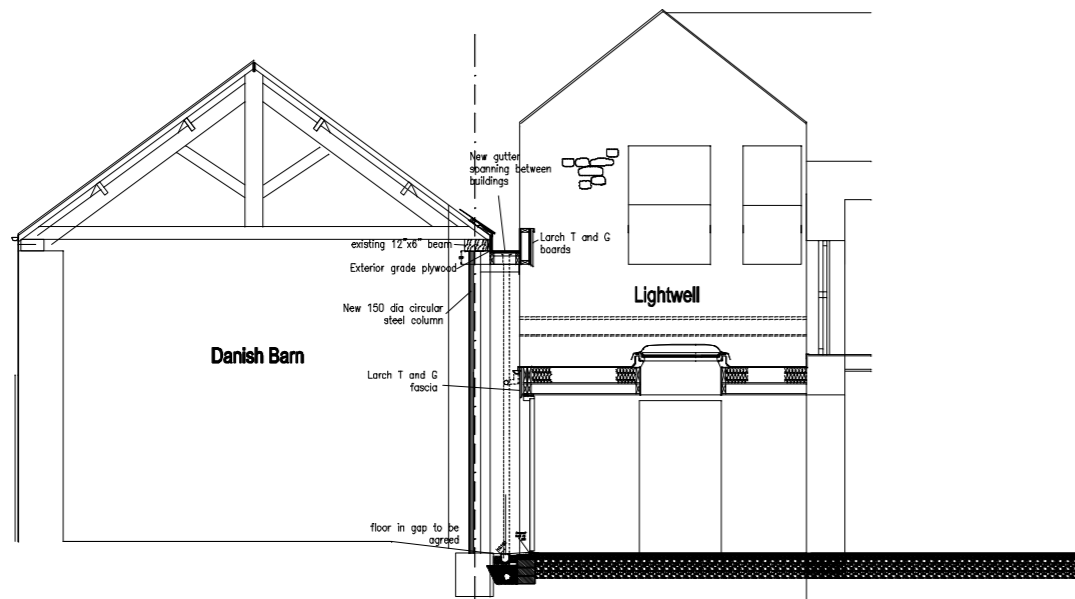 New gutter
spanning between
buildings
existing 12"x6" beam
Larch T and G
boards
Exterior grade plywood
Lightwell
New 150 dia circular
steel column
Danish Barn
Larch T and G
fascia
floor in gap to be
agreed